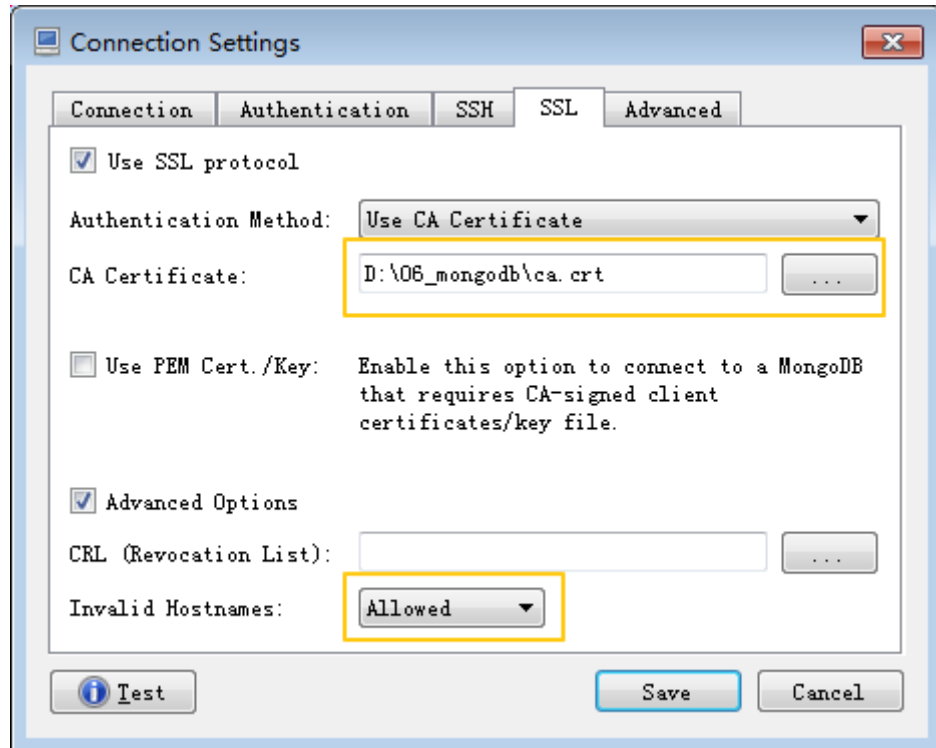 Connection Settings
Connection Authentication SSH SSL Advanced
Use SSL protocol
Authentication Method: Use CA Certificate
CA Certificate: D:\06_mongodb\ca.crt ...
Use PEM Cert./Key: Enable this option to connect to a MongoDB
that requires CA-signed client
certificates/key file.
Advanced Options
CRL (Revocation List): ...
Invalid Hostnames: Allowed
Test Save Cancel